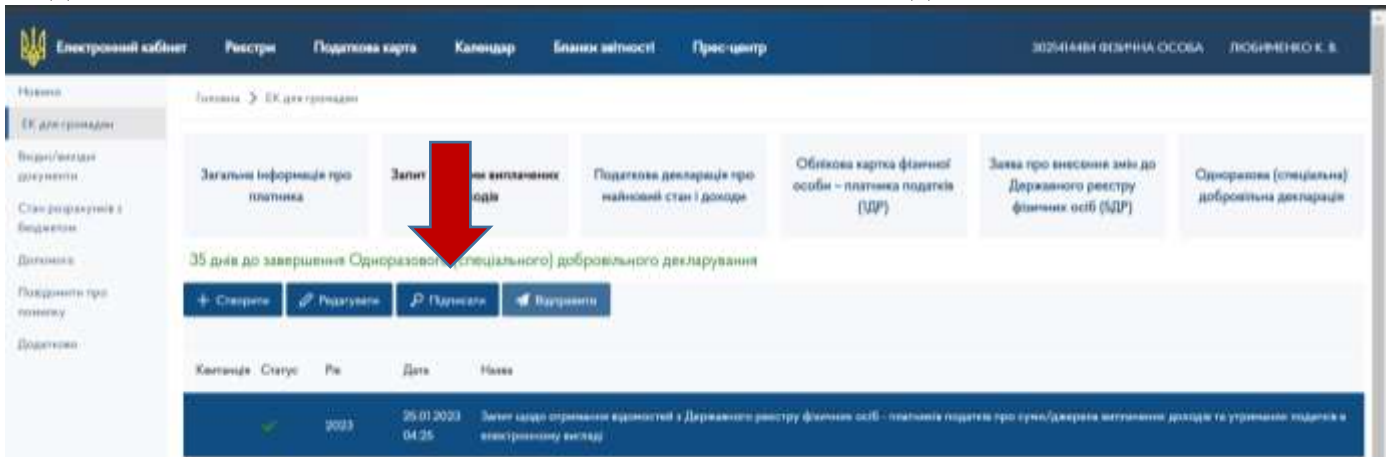 Електронний кабінет Реєстри Податкова карта Календар Бланки звітності Прес-центр ФІЗИЧНА ОСОБА ЛЮБИМЕНКО К. В.
Новини
Головна > ЕК для громадян
ЕК для громадян
Вхідні/вихідні
документи
Стан розрахунків з
бюджетом
Допомога
Повідомити про
помилку
Додатково
Загальна інформація про
платника
Запит
виплачених
Податкова декларація про
майновий стан і доходи
Облікова картка фізичної
особи – платника податків
(1ДР)
Заява про внесення змін до
Державного реєстру
фізичних осіб (5ДР)
Одноразова (спеціальна)
добровільна декларація
35 днів до завершення спеціального) добровільного декларування
+ Створити Редагувати Підписати Відправити
Квитанція Статус Рік Дата Назва
2023
25.01.2023
04:25
Запит щодо отримання відомостей з Державного реєстру фізичних осіб - платників податків про суми/джерела виплачених доходів та утриманих податків в
електронному вигляді